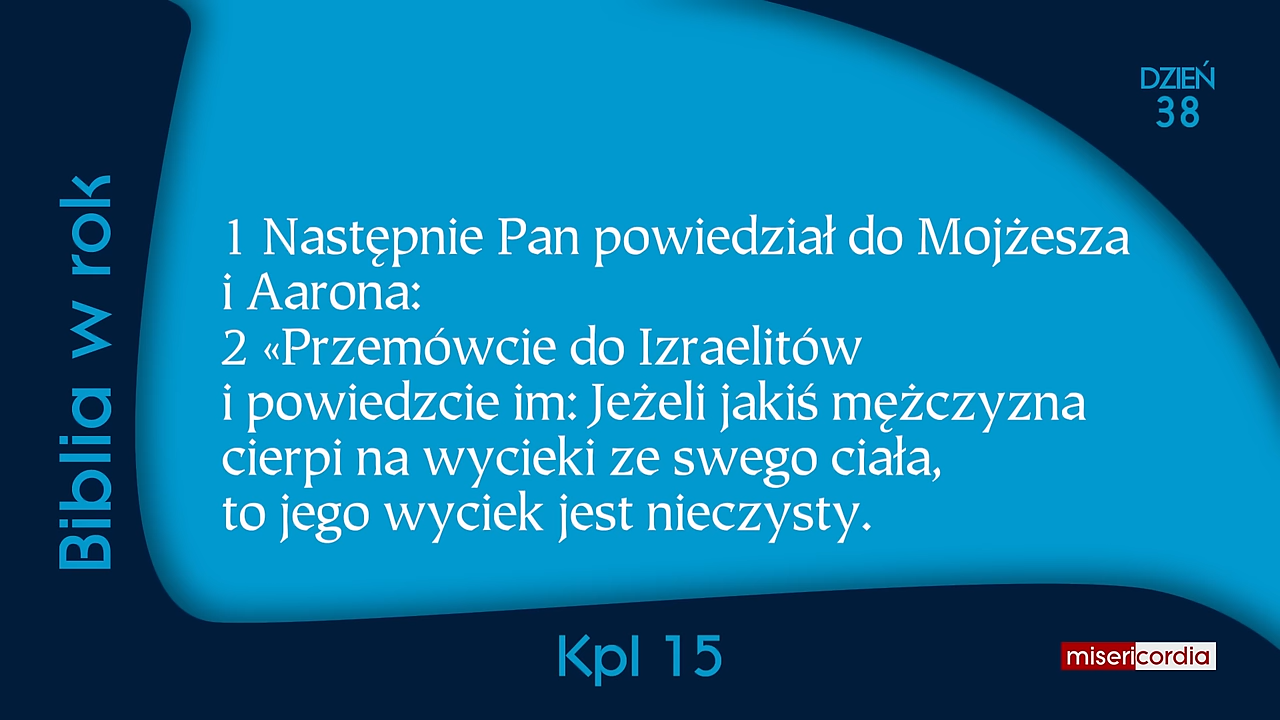 DZIEŃ
38
Biblia w rok
1 Następnie Pan powiedział do Mojżesza
i Aarona:
2 «Przemówcie do Izraelitów
i powiedzcie im: Jeżeli jakiś mężczyzna
cierpi na wycieki ze swego ciała,
to jego wyciek jest nieczysty.
Kpl 15
misericordia